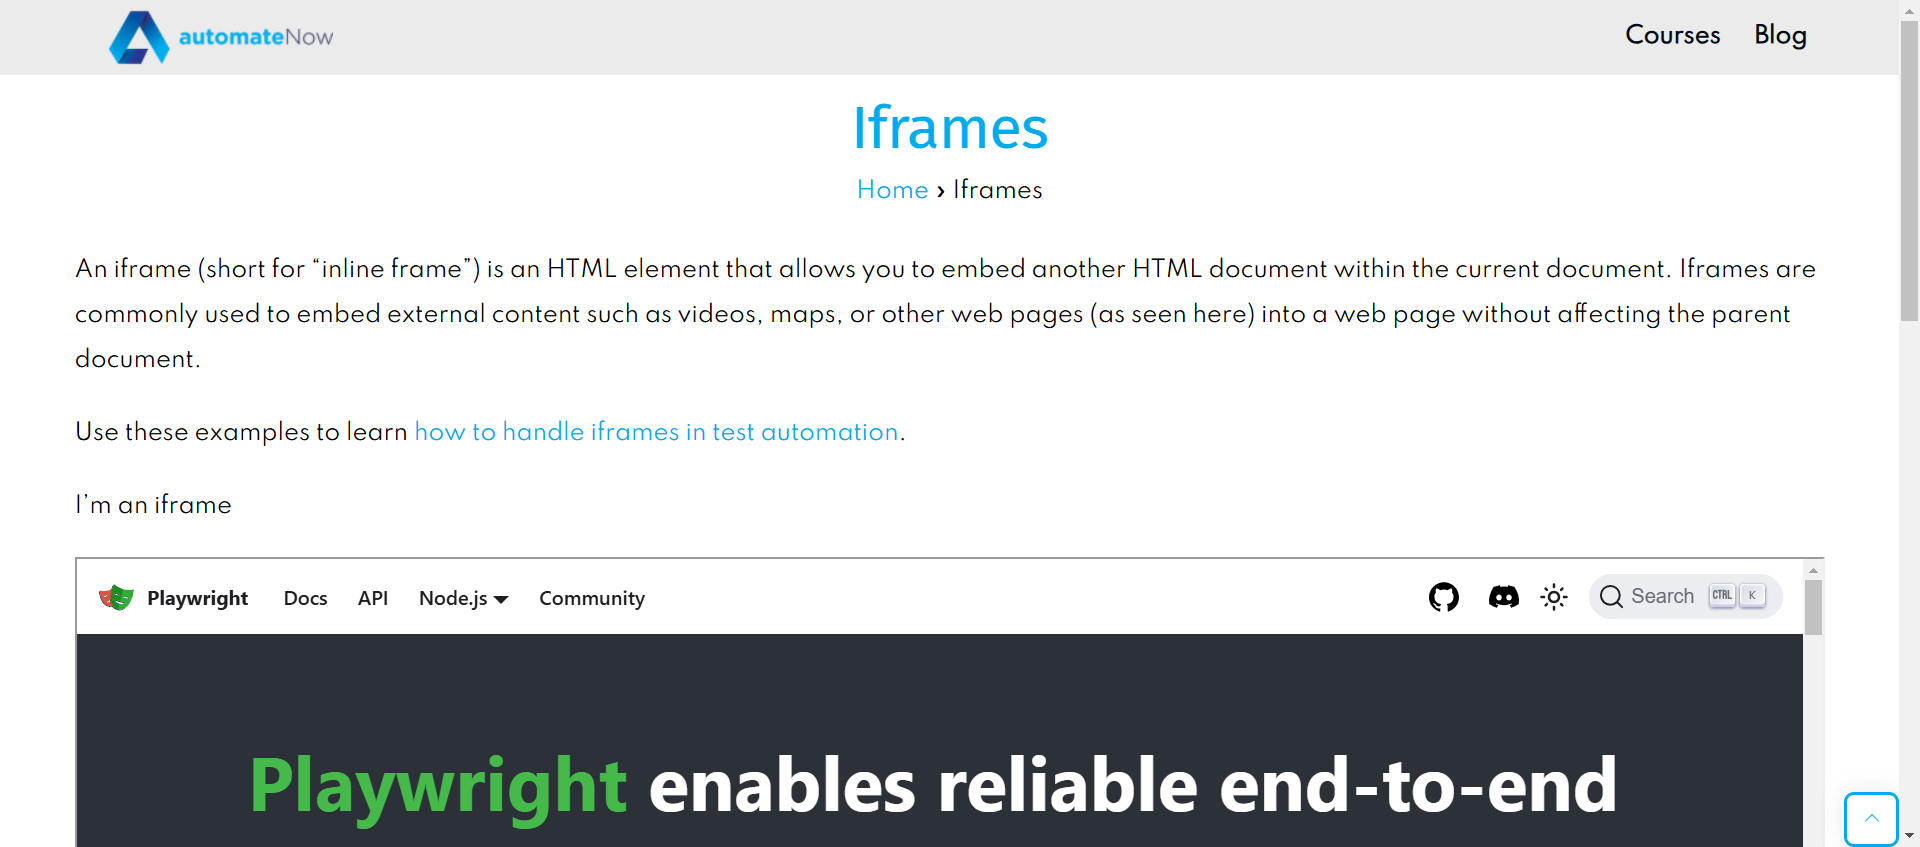 automateNow
Courses
Blog
Iframes
Home › Iframes
An iframe (short for “inline frame”) is an HTML element that allows you to embed another HTML document within the current document. Iframes are
commonly used to embed external content such as videos, maps, or other web pages (as seen here) into a web page without affecting the parent
document.
Use these examples to learn how to handle iframes in test automation.
I’m an iframe
Playwright
Docs
API
Node.js
Community
Search
CTRL
K
Playwright enables reliable end-to-end